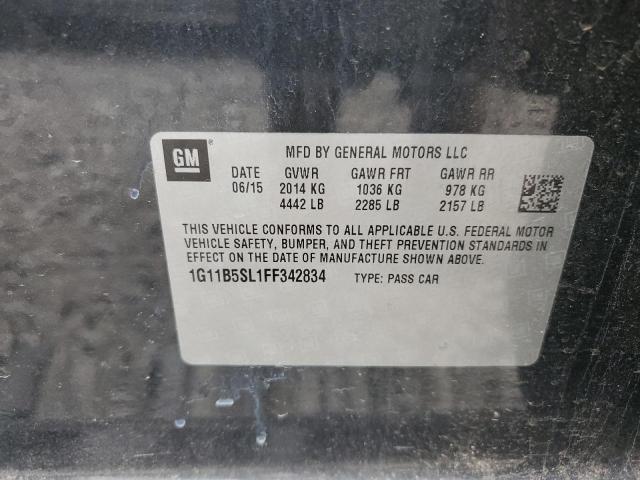 GM ®
MFD BY GENERAL MOTORS LLC
DATE GVWR GAWR FRT GAWR RR
06/15 2014 KG 1036 KG 978 KG
4442 LB 2285 LB 2157 LB
THIS VEHICLE CONFORMS TO ALL APPLICABLE U.S. FEDERAL MOTOR
VEHICLE SAFETY, BUMPER, AND THEFT PREVENTION STANDARDS IN
EFFECT ON THE DATE OF MANUFACTURE SHOWN ABOVE.
1G11B5SL1FF342834 TYPE: PASS CAR